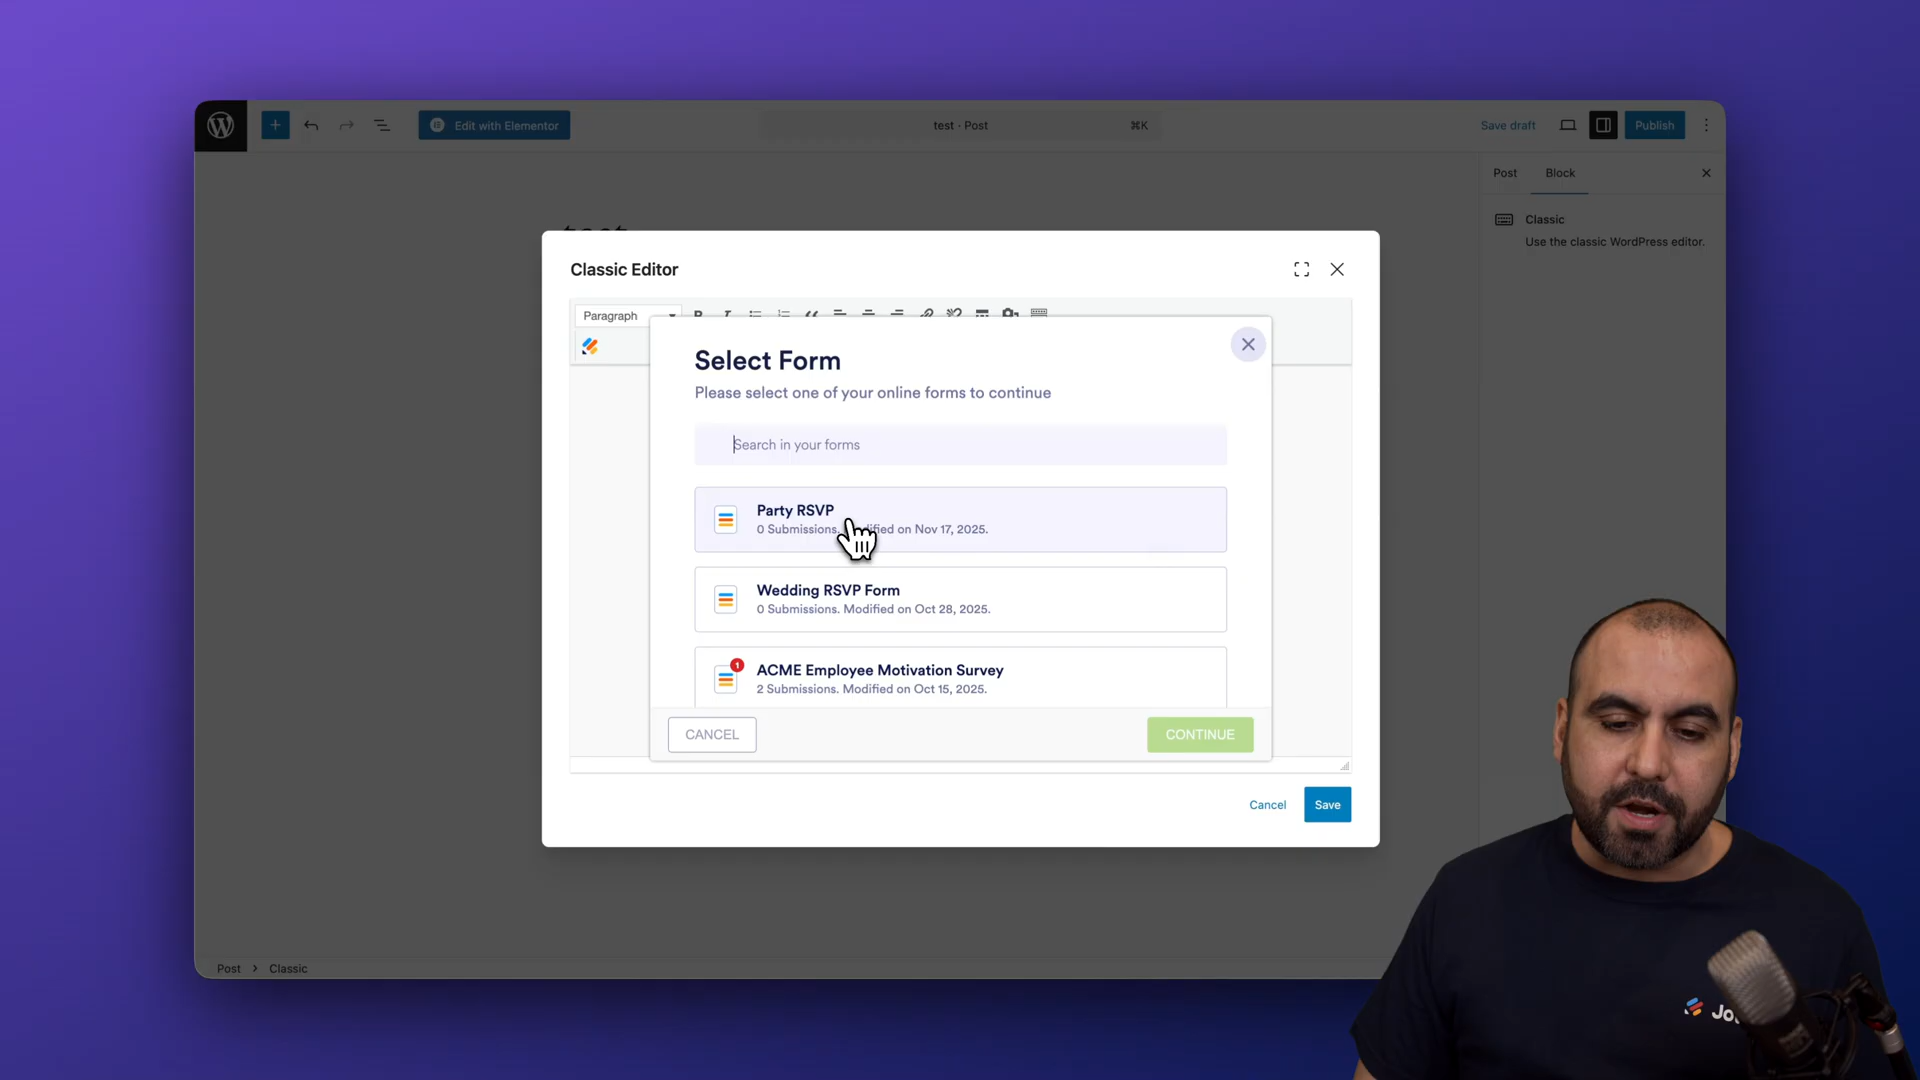 Edit with Elementor
test · Post
⌘K
Save draft
Publish
Post
Block
Classic
Use the classic WordPress editor.
Classic Editor
Paragraph
Select Form
Please select one of your online forms to continue
Search in your forms
Party RSVP
0 Submissions. on Nov 17, 2025.
Wedding RSVP Form
0 Submissions. Modified on Oct 28, 2025.
1
ACME Employee Motivation Survey
2 Submissions. Modified on Oct 15, 2025.
CANCEL
CONTINUE
Cancel
Save
Post > Classic